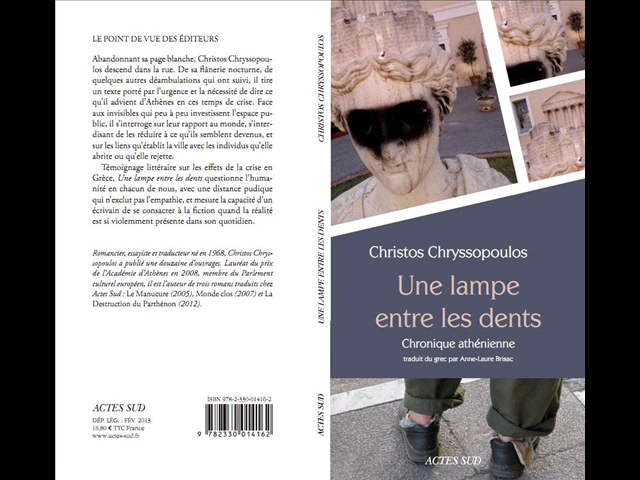 LE POINT DE VUE DES ÉDITEURS
Abandonnant sa page blanche, Christos Chryssopou-
los descend dans la rue. De sa flânerie nocturne, de
quelques autres déambulations qui ont suivi, il tire
un texte porté par l'urgence et la nécessité de dire ce
qu'il advient d'Athènes en ces temps de crise. Face
aux invisibles qui peu à peu investissent l'espace pu-
blic, il s'interroge sur leur rapport au monde, s'inter-
disant de les réduire à ce qu'ils semblent devenus, et
sur les liens qu'établit la ville avec les individus qu'elle
abrite ou qu'elle rejette.
Témoignage littéraire sur les effets de la crise en
Grèce, Une lampe entre les dents questionne l'huma-
nité en chacun de nous, avec une distance pudique
qui n'exclut pas l'empathie, et mesure la capacité d'un
écrivain de se consacrer à la fiction quand la réalité
est si violemment présente dans son quotidien.
Romancier, essayiste et traducteur né en 1968, Christos Chrys-
sopoulos a publié une douzaine d'ouvrages. Lauréat du prix
de l'Académie d'Athènes en 2008, membre du Parlement
culturel européen, il est l'auteur de trois romans traduits chez
Actes Sud : Le Manucure (2005), Monde clos (2007) et La
Destruction du Parthénon (2012).
ACTES SUD
DÉP. LÉG. : FÉV. 2013
16,80 € TTC France
www.actes-sud.fr
ISBN 978-2-330-01416-2
9 782330 014162
CHRISTOS CHRYSSOPOULOS
UNE LAMPE ENTRE LES DENTS
ACTES SUD
Christos Chryssopoulos
Une lampe
entre les dents
Chronique athénienne
traduit du grec par Anne-Laure Brisac
ACTES SUD